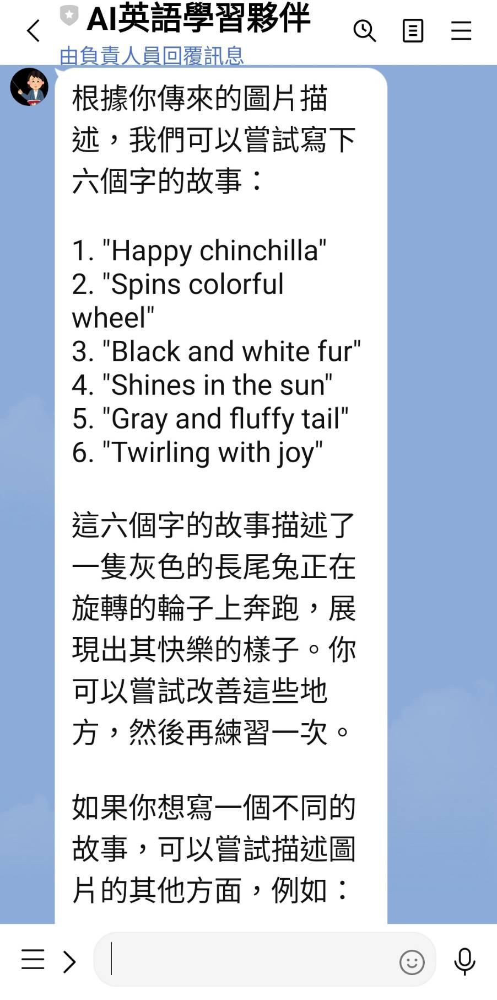 AI英語學習夥伴
由負責人員回覆訊息
根據你傳來的圖片描
述，我們可以嘗試寫下
六個字的故事：
1. "Happy chinchilla"
2. "Spins colorful
wheel"
3. "Black and white fur"
4. "Shines in the sun"
5. "Gray and fluffy tail"
6. "Twirling with joy"
這六個字的故事描述了
一隻灰色的長尾兔正在
旋轉的輪子上奔跑，展
現出其快樂的樣子。你
可以嘗試改善這些地
方，然後再練習一次。
如果你想寫一個不同的
故事，可以嘗試描述圖
片的其他方面，例如：